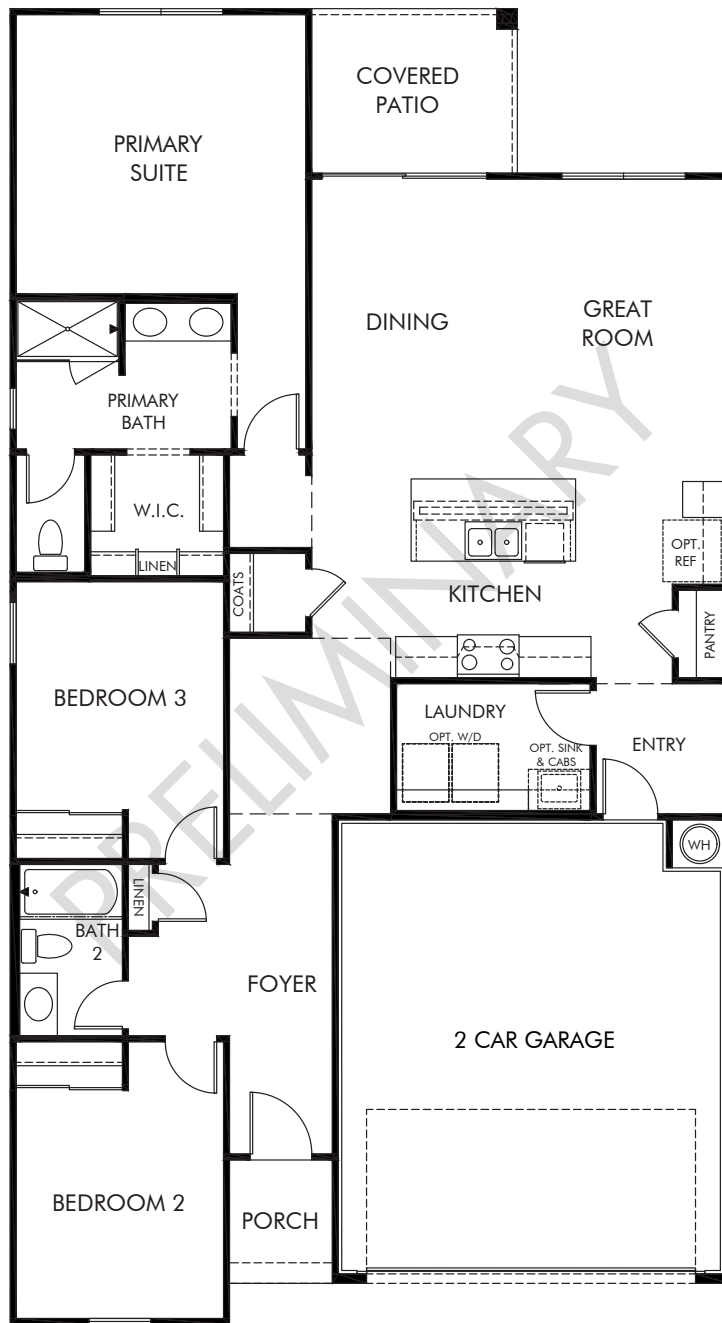 COVERED
PATIO
PRIMARY
SUITE
DINING
GREAT
ROOM
PRIMARY
BATH
W.I.C.
LINEN
OPT.
REF
COATS
KITCHEN
PANTRY
BEDROOM 3
LAUNDRY
OPT. W/D
OPT. SINK
& CABS
ENTRY
WH
LINEN
BATH
2
FOYER
2 CAR GARAGE
BEDROOM 2
PORCH
PRELIMINARY